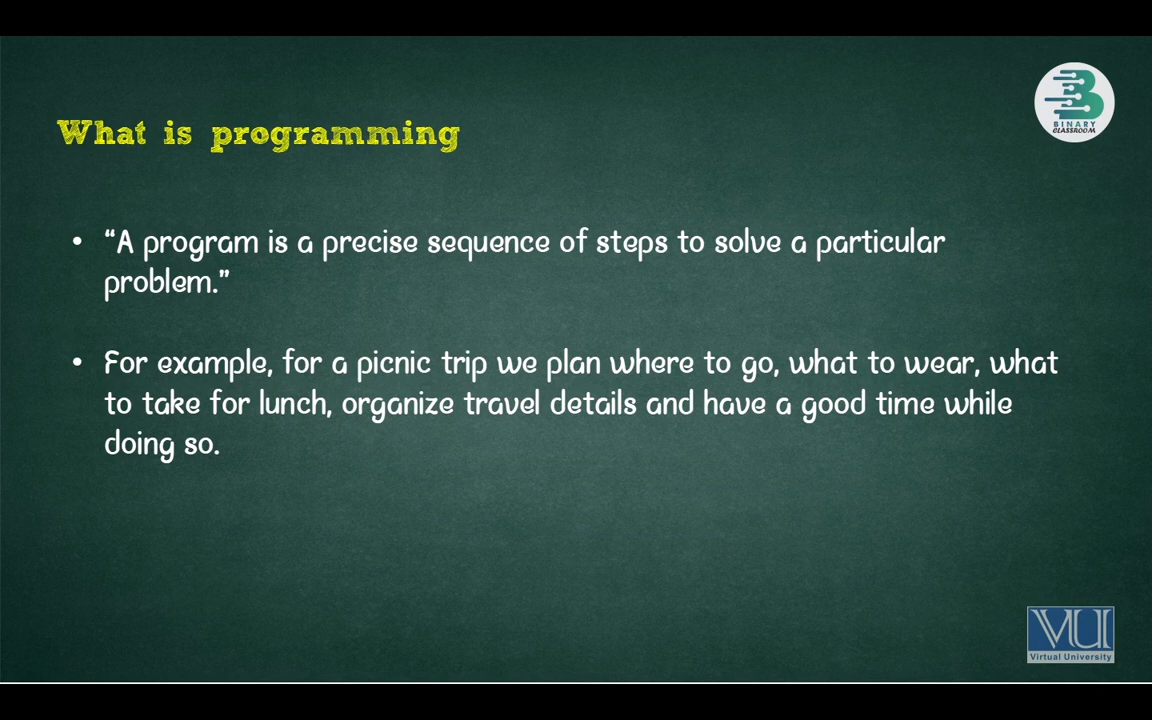 BINARY
CLASSROOM
What is programming
• “A program is a precise sequence of steps to solve a particular
problem.”
• For example, for a picnic trip we plan where to go, what to wear, what
to take for lunch, organize travel details and have a good time while
doing so.
VU
Virtual University